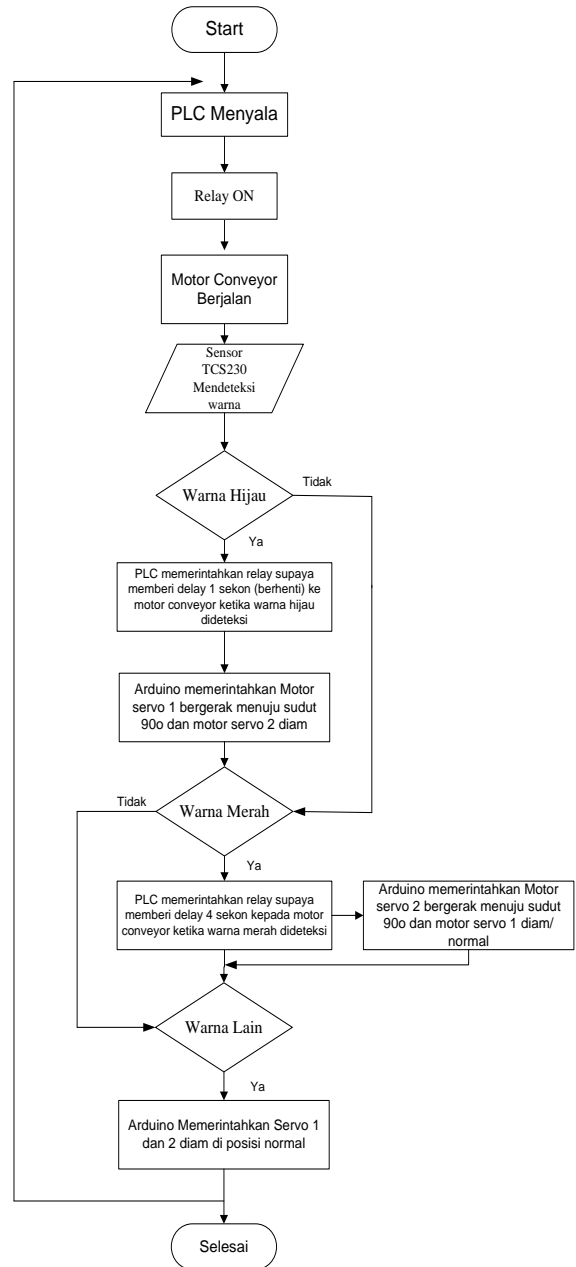 Start
PLC Menyala
Relay ON
Motor Conveyor
Berjalan
Sensor
TCS230
Mendeteksi
warna
Warna Hijau
Tidak
Ya
PLC memerintahkan relay supaya
memberi delay 1 sekon (berhenti) ke
motor conveyor ketika warna hijau
dideteksi
Arduino memerintahkan Motor
servo 1 bergerak menuju sudut
90o dan motor servo 2 diam
Tidak
Warna Merah
Ya
PLC memerintahkan relay supaya
memberi delay 4 sekon kepada motor
conveyor ketika warna merah dideteksi
Arduino memerintahkan Motor
servo 2 bergerak menuju sudut
90o dan motor servo 1 diam/
normal
Warna Lain
Ya
Arduino Memerintahkan Servo 1
dan 2 diam di posisi normal
Selesai